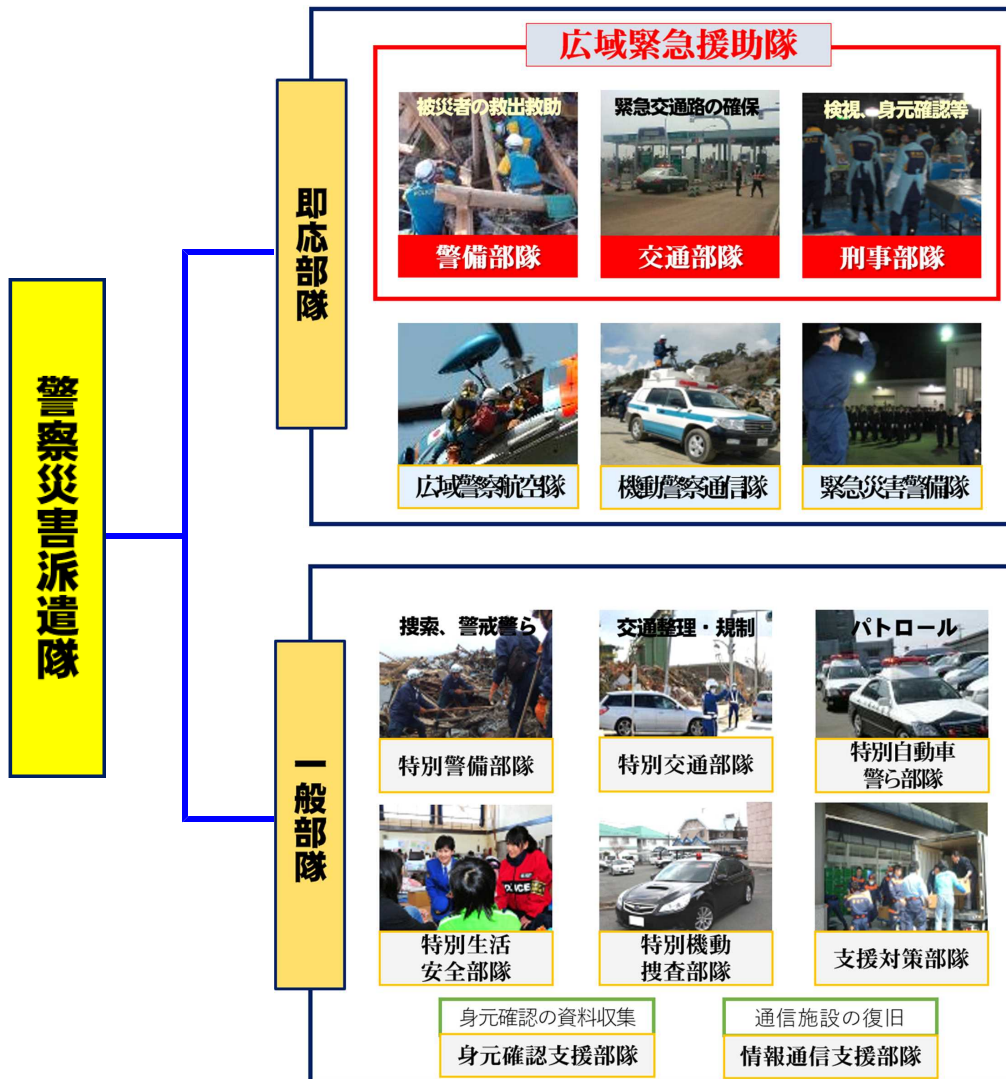 警察災害派遣隊
即応部隊
広域緊急援助隊
被災者の救出救助
緊急交通路の確保
検視、身元確認等
警備部隊
交通部隊
刑事部隊
広域警察航空隊
機動警察通信隊
緊急災害警備隊
一般部隊
捜索、警戒警ら
交通整理・規制
パトロール
特別警備部隊
特別交通部隊
特別自動車
警ら部隊
特別生活
安全部隊
特別機動
捜査部隊
支援対策部隊
身元確認の資料収集
身元確認支援部隊
通信施設の復旧
情報通信支援部隊
POLICE